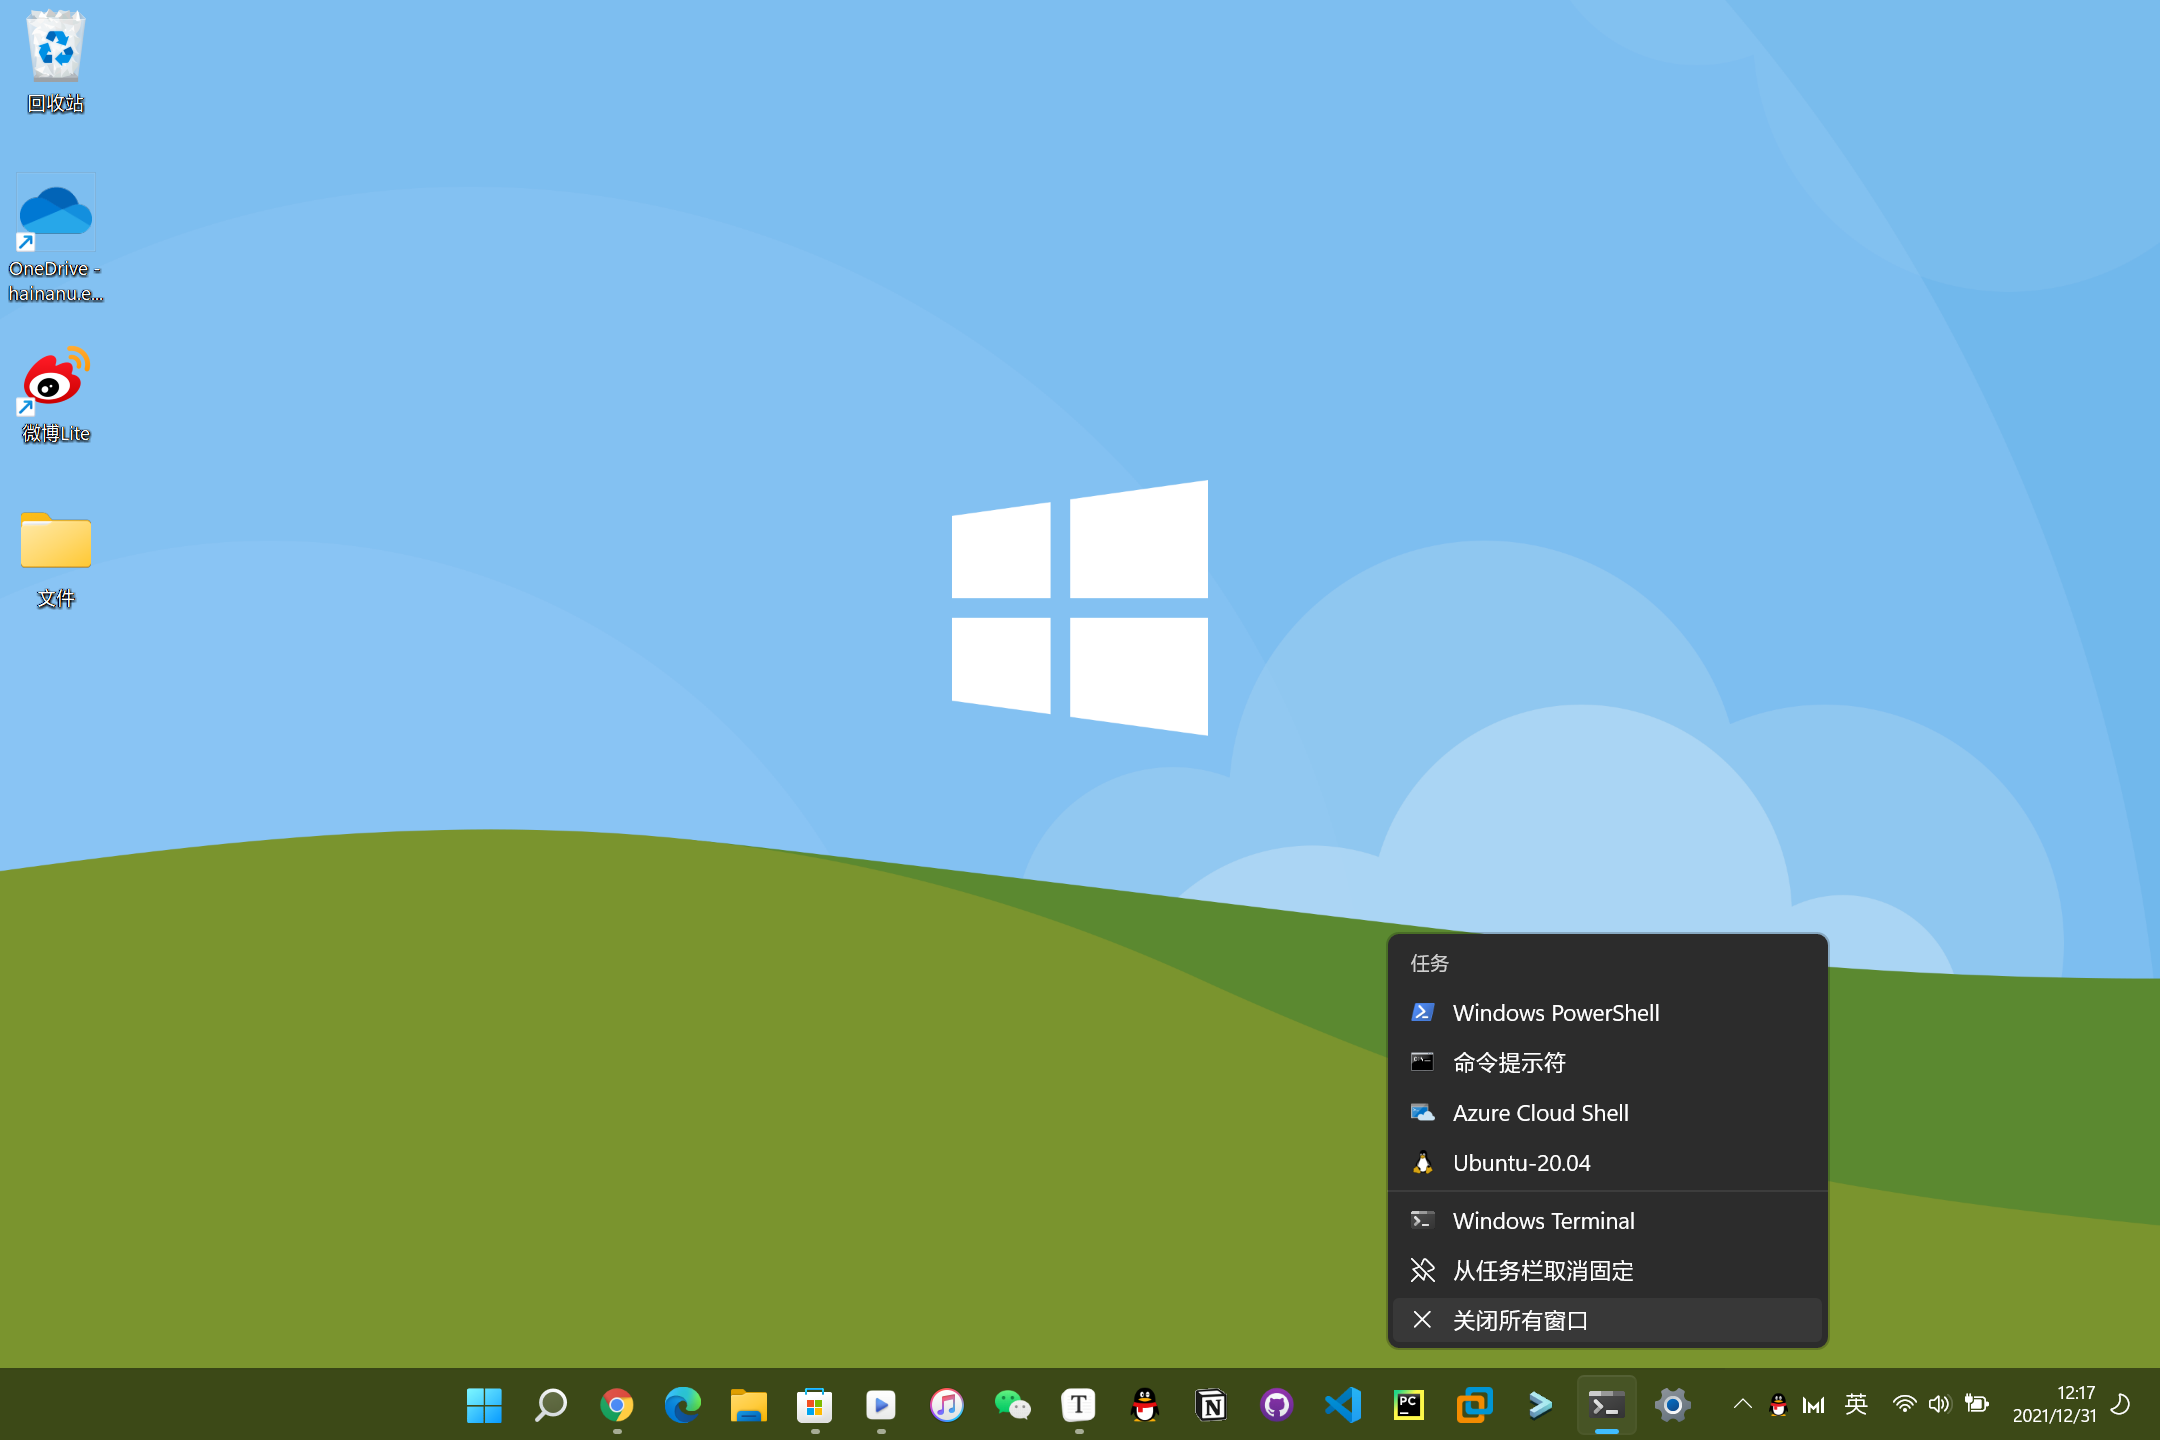 回收站
OneDrive -
hainanu.e...
微博Lite
文件
任务
Windows PowerShell
命令提示符
Azure Cloud Shell
Ubuntu-20.04
Windows Terminal
从任务栏取消固定
关闭所有窗口
T
N
PC
英
12:17
2021/12/31